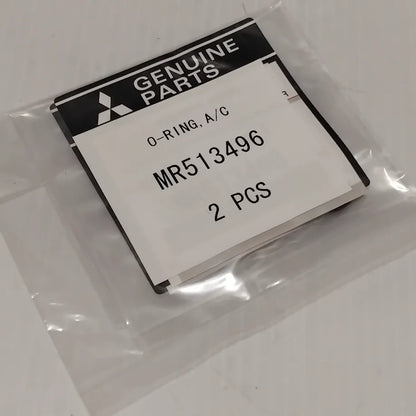 GENUINE
PARTS
O-RING, A/C
MR513496
2 PCS